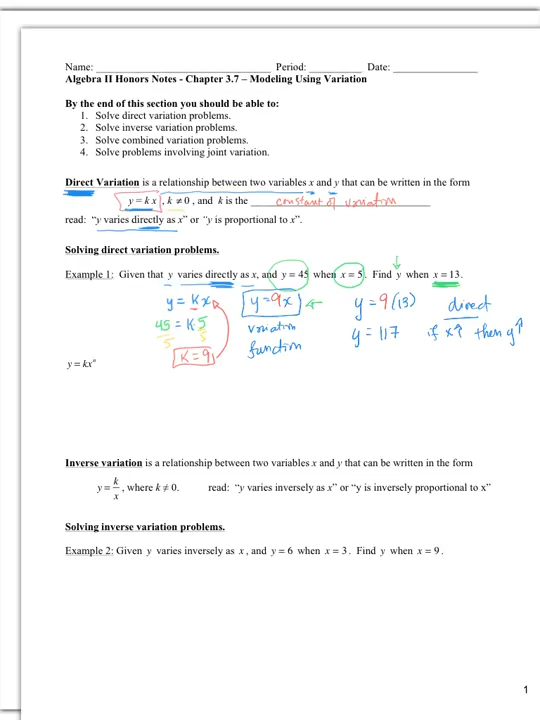 Name: ______________________ Period: __________ Date: ________________
Algebra II Honors Notes - Chapter 3.7 – Modeling Using Variation
By the end of this section you should be able to:
1. Solve direct variation problems.
2. Solve inverse variation problems.
3. Solve combined variation problems.
4. Solve problems involving joint variation.
Direct Variation is a relationship between two variables x and y that can be written in the form
y = k x , k ≠ 0 , and k is the constant of variation
read: “y varies directly as x” or “y is proportional to x”.
Solving direct variation problems.
Example 1: Given that y varies directly as x, and y = 45 when x = 5. Find y when x = 13.
y = kx
45 = k 5
5 5
k = 9
y = 9x
variation
function
y = 9(13)
y = 117
direct
if x↑ then y↑
y = kxⁿ
Inverse variation is a relationship between two variables x and y that can be written in the form
y = k/x , where k ≠ 0. read: “y varies inversely as x” or “y is inversely proportional to x”
Solving inverse variation problems.
Example 2: Given y varies inversely as x , and y = 6 when x = 3. Find y when x = 9 .
1